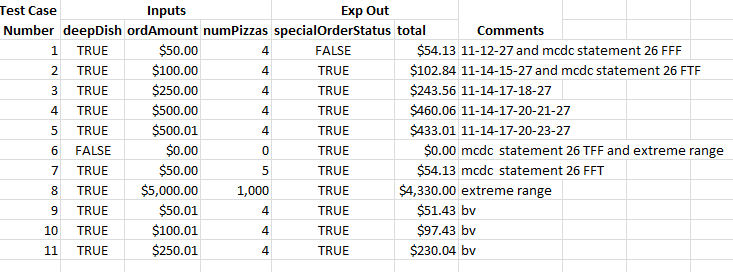 Test Case Inputs Exp Out
Number deepDish ordAmount numPizzas specialOrderStatus total Comments
1 TRUE $50.00 4 FALSE $54.13 11-12-27 and mcdc statement 26 FFF
2 TRUE $100.00 4 TRUE $102.84 11-14-15-27 and mcdc statement 26 FTF
3 TRUE $250.00 4 TRUE $243.56 11-14-17-18-27
4 TRUE $500.00 4 TRUE $460.06 11-14-17-20-21-27
5 TRUE $500.01 4 TRUE $433.01 11-14-17-20-23-27
6 FALSE $0.00 0 TRUE $0.00 mcdc statement 26 TFF and extreme range
7 TRUE $50.00 5 TRUE $54.13 mcdc statement 26 FFT
8 TRUE $5,000.00 1,000 TRUE $4,330.00 extreme range
9 TRUE $50.01 4 TRUE $51.43 bv
10 TRUE $100.01 4 TRUE $97.43 bv
11 TRUE $250.01 4 TRUE $230.04 bv